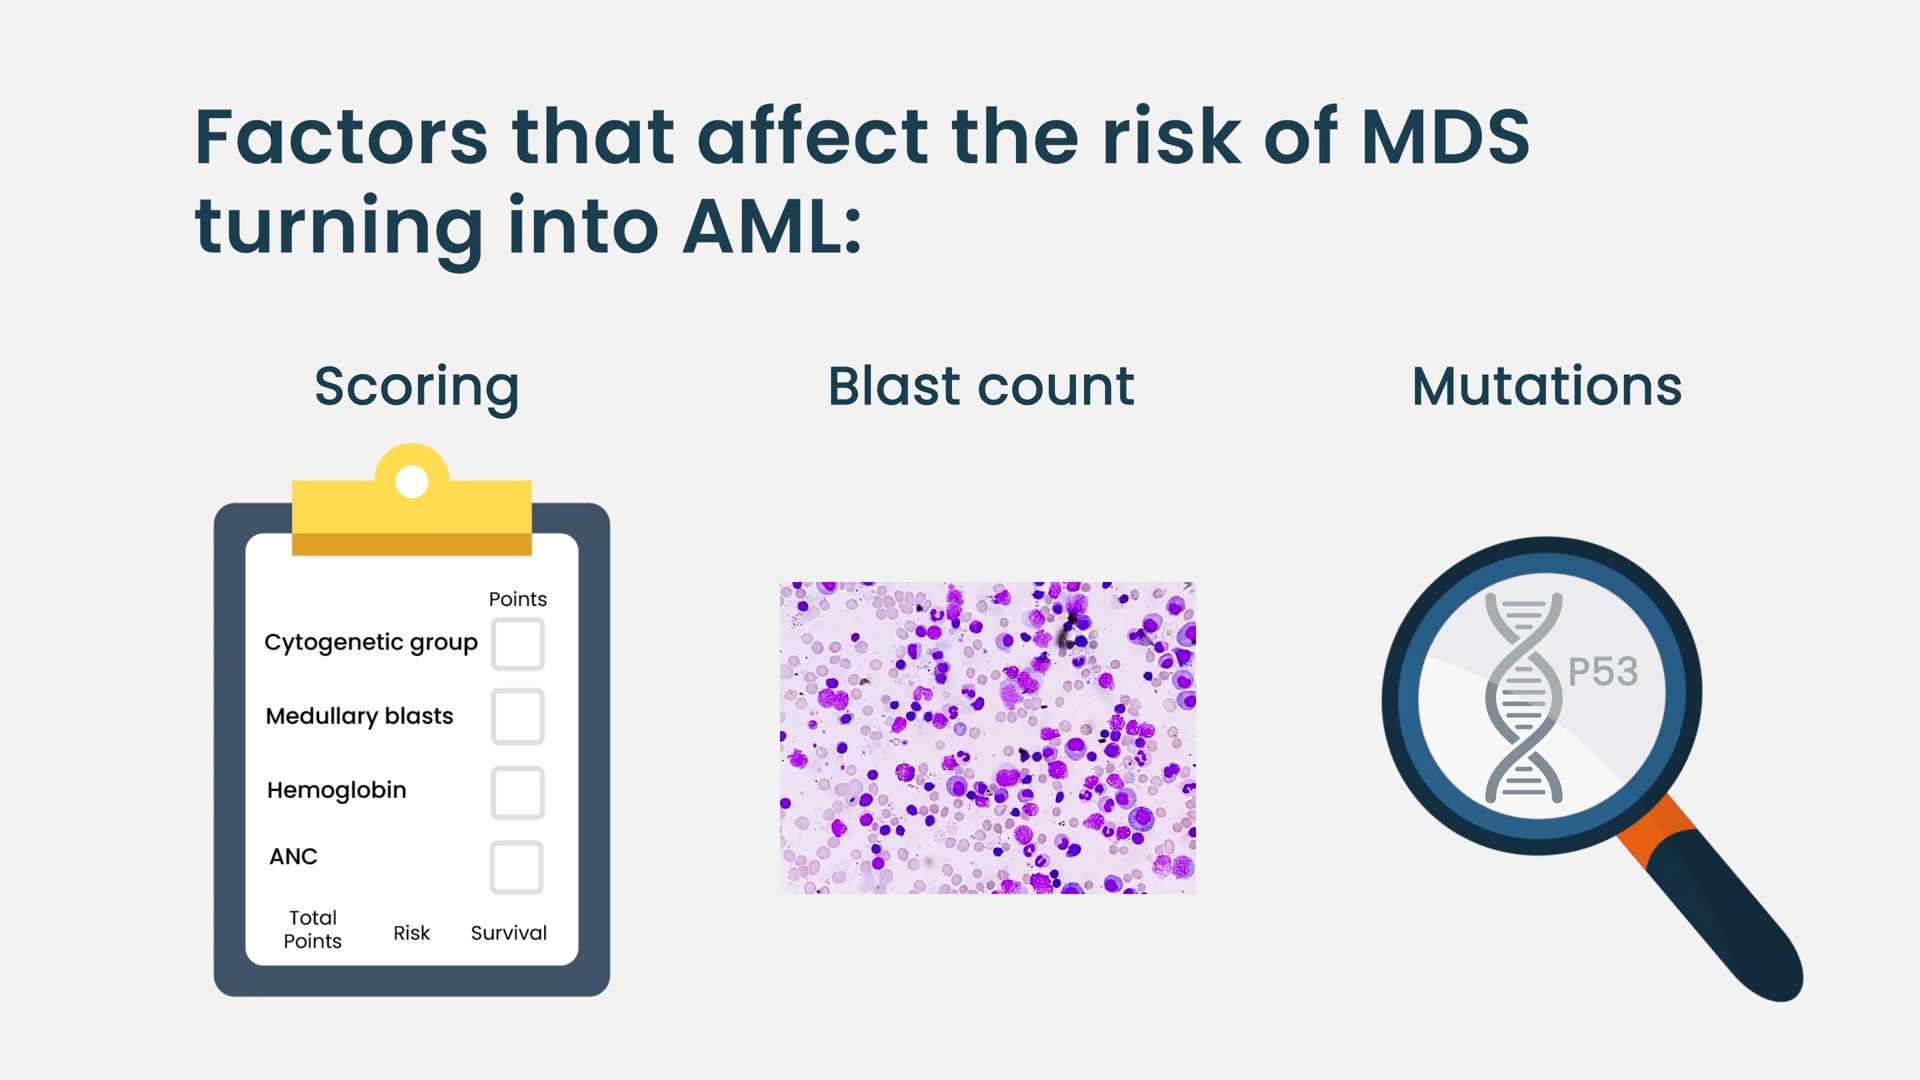 Factors that affect the risk of MDS
turning into AML:
Scoring
Blast count
Mutations
Points
Cytogenetic group
Medullary blasts
Hemoglobin
ANC
Total
Points
Risk
Survival
P53